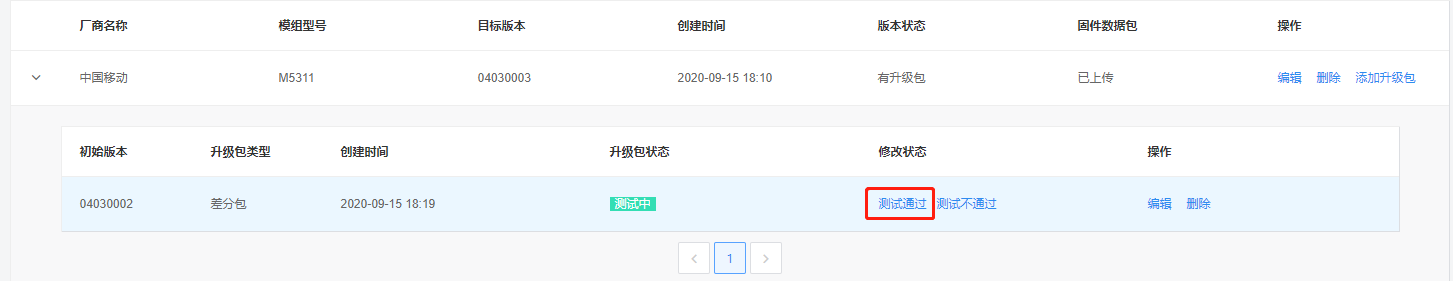 厂商名称 模组型号 目标版本 创建时间 版本状态 固件数据包 操作
中国移动 M5311 04030003 2020-09-15 18:10 有升级包 已上传 编辑 删除 添加升级包
初始版本 升级包类型 创建时间 升级包状态 修改状态 操作
04030002 差分包 2020-09-15 18:19 测试中 测试通过 测试不通过 编辑 删除
1